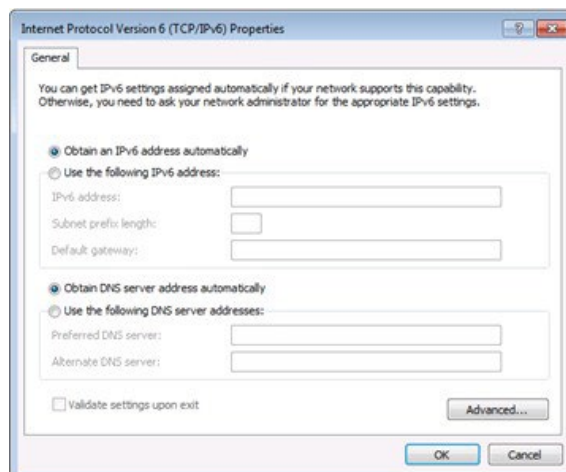 Internet Protocol Version 6 (TCP/IPv6) Properties
General
You can get IPv6 settings assigned automatically if your network supports this capability.
Otherwise, you need to ask your network administrator for the appropriate IPv6 settings.
Obtain an IPv6 address automatically
Use the following IPv6 address:
IPv6 address:
Subnet prefix length:
Default gateway:
Obtain DNS server address automatically
Use the following DNS server addresses:
Preferred DNS server:
Alternate DNS server:
Validate settings upon exit
Advanced...
OK Cancel